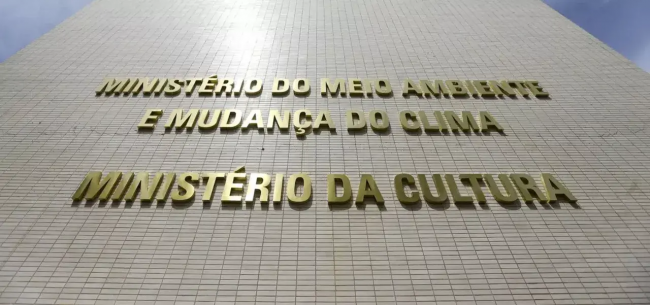 MINISTÉRIO DO MEIO AMBIENTE
E MUDANÇA DO CLIMA
MINISTÉRIO DA CULTURA